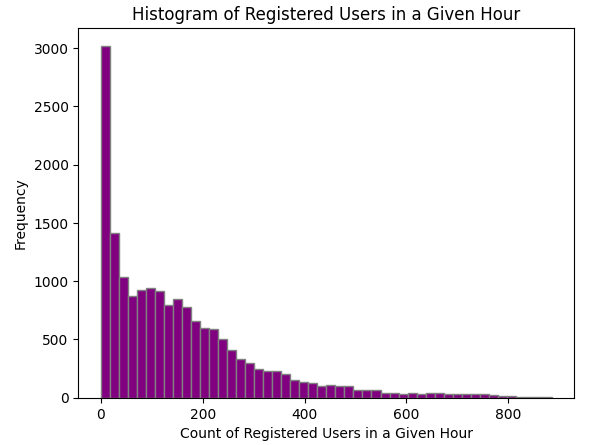 Histogram of Registered Users in a Given Hour
3000
2500
2000
1500
1000
500
0
Frequency
0 200 400 600 800
Count of Registered Users in a Given Hour